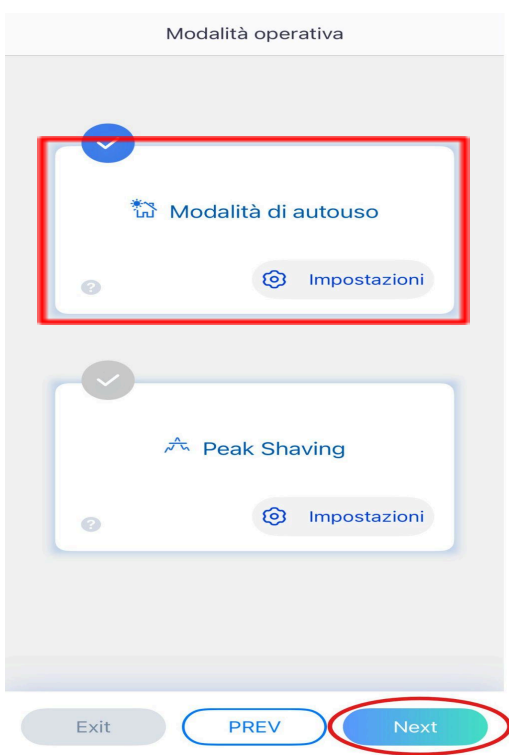 Modalità operativa
Modalità di autouso
? Impostazioni
Peak Shaving
? Impostazioni
Exit PREV Next